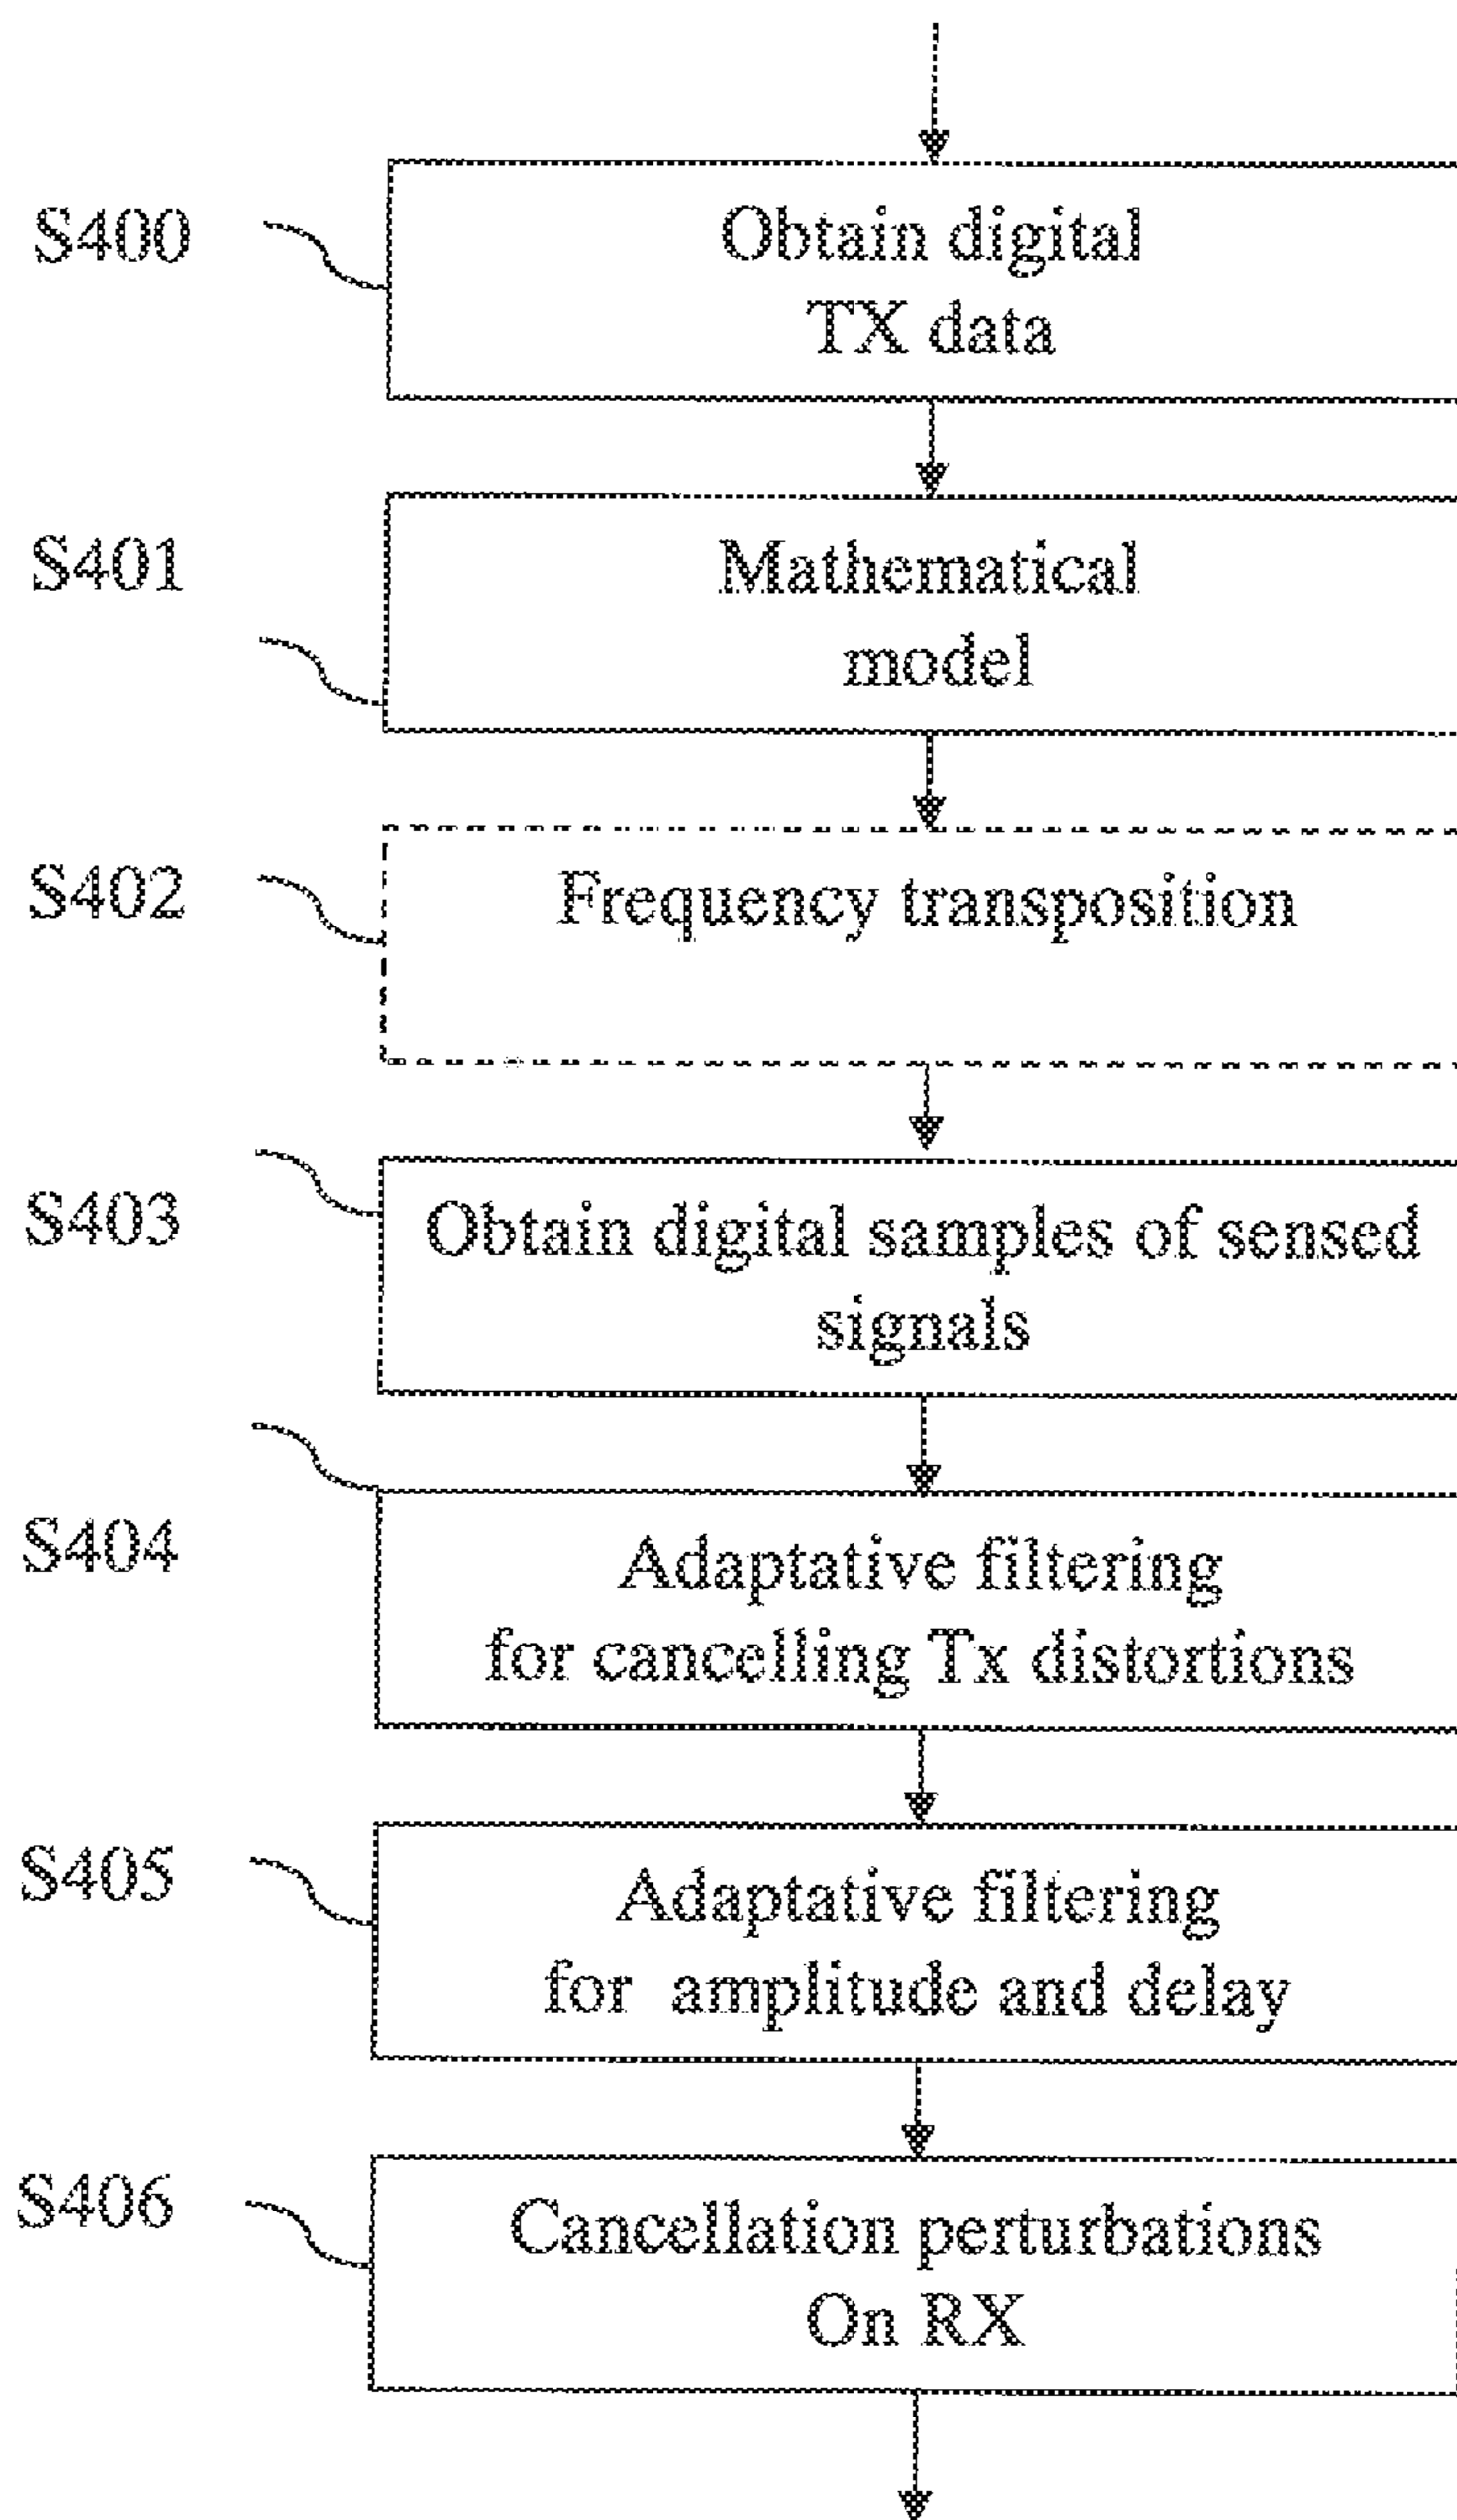 S400
Obtain digital
TX data
S401
Mathematical
model
S402
Frequency transposition
S403
Obtain digital samples of sensed
signals
S404
Adaptative filtering
for cancelling Tx distortions
S405
Adaptative filtering
for amplitude and delay
S406
Cancellation perturbations
On RX